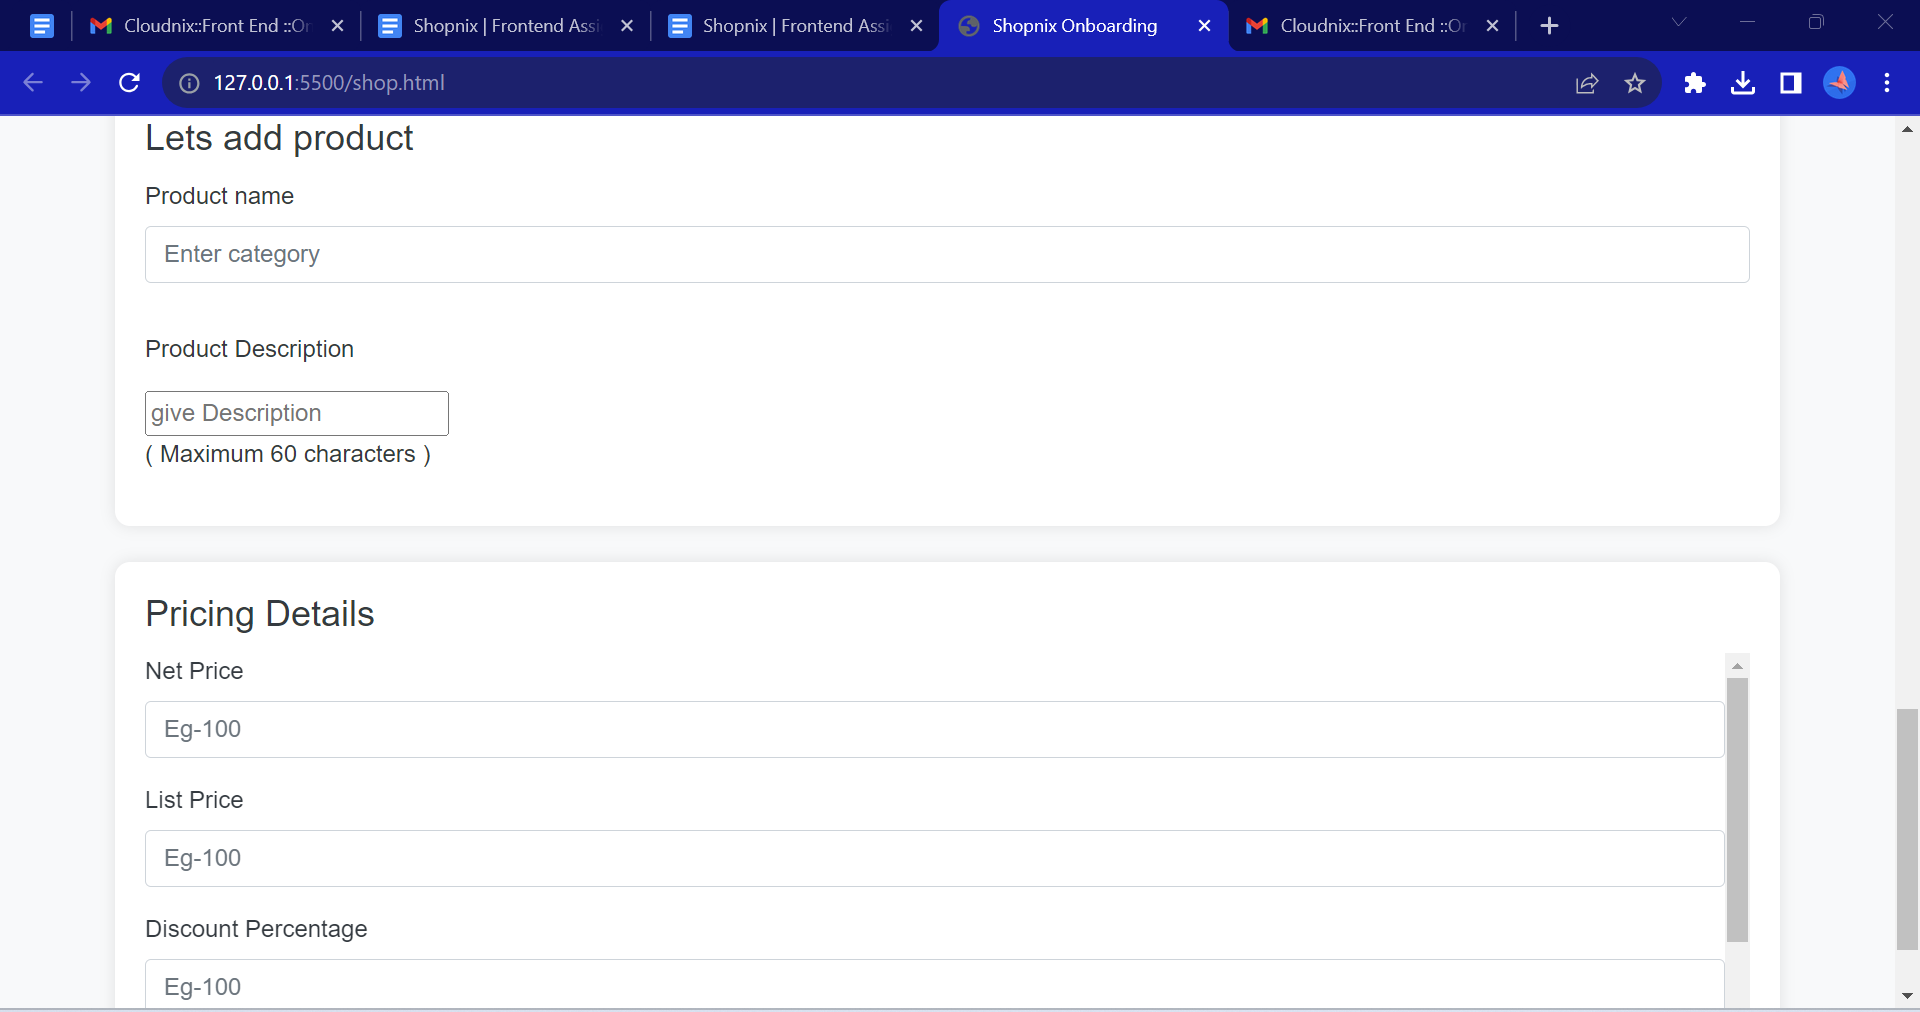 Cloudnix::Front End ::On
Shopnix | Frontend Assi
Shopnix | Frontend Assi
Shopnix Onboarding
Cloudnix::Front End ::Or
127.0.0.1:5500/shop.html
Lets add product
Product name
Enter category
Product Description
give Description
( Maximum 60 characters )
Pricing Details
Net Price
Eg-100
List Price
Eg-100
Discount Percentage
Eg-100